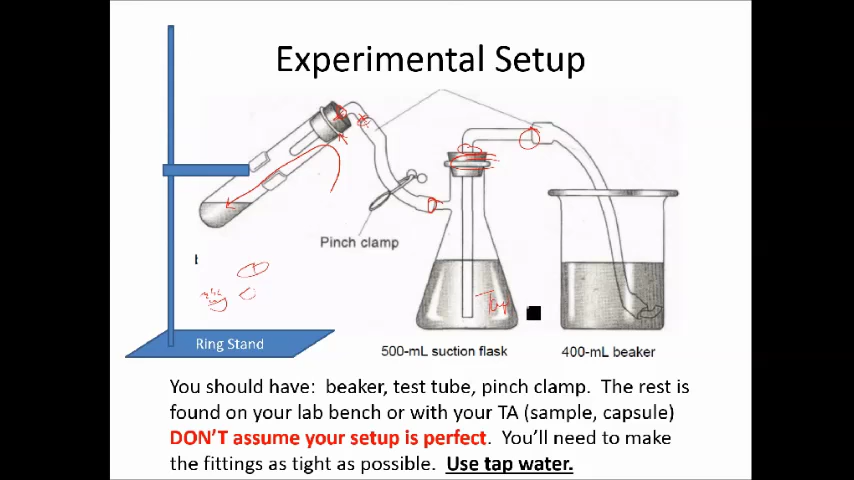 Experimental Setup
Pinch clamp
Tap
Ring Stand
500-mL suction flask
400-mL beaker
You should have:  beaker, test tube, pinch clamp.  The rest is
found on your lab bench or with your TA (sample, capsule)
DON'T assume your setup is perfect.  You'll need to make
the fittings as tight as possible.  Use tap water.